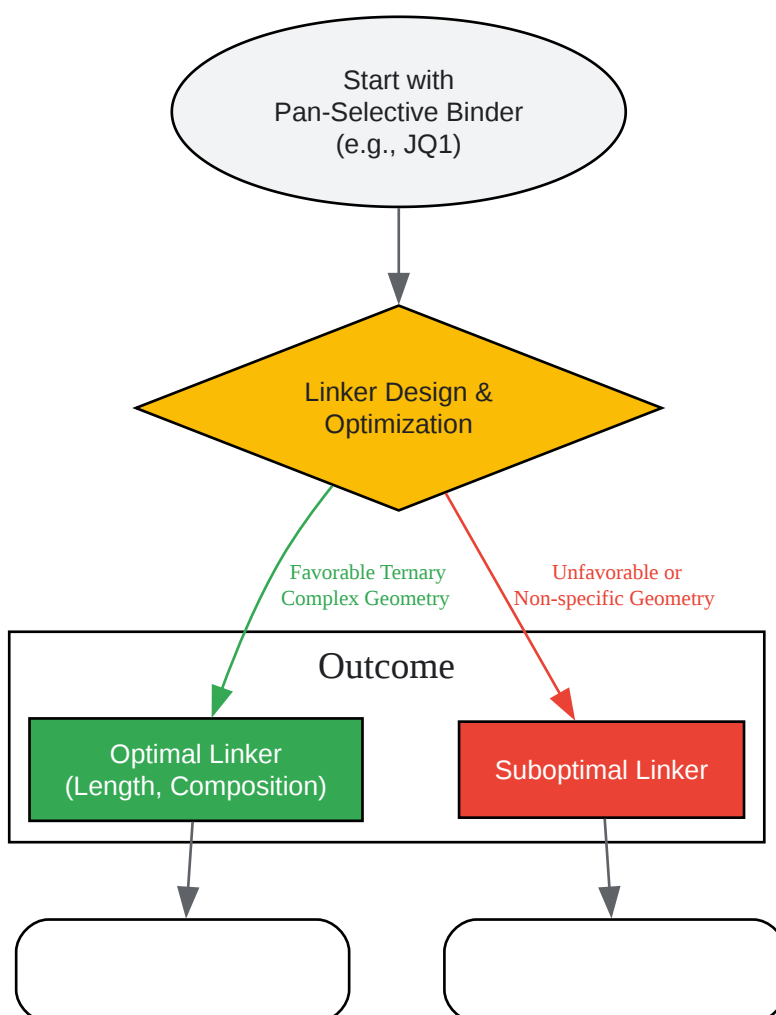 Start with
Pan-Selective Binder
(e.g., JQ1)
Linker Design &
Optimization
Favorable Ternary
Complex Geometry
Unfavorable or
Non-specific Geometry
Outcome
Optimal Linker
(Length, Composition)
Suboptimal Linker